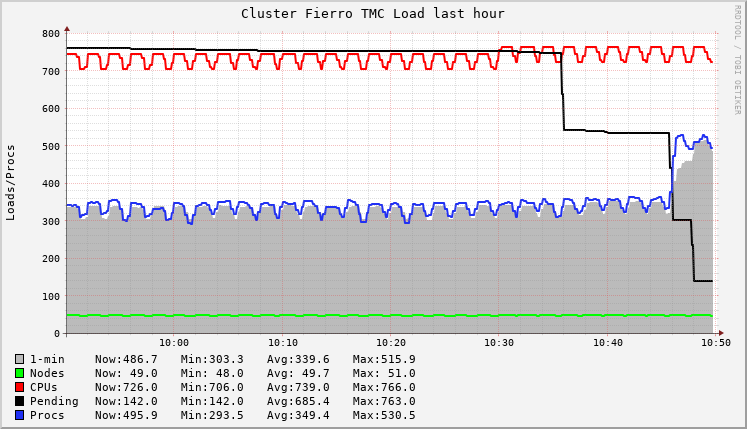 Cluster Fierro TMC Load last hour
RRDTOOL / TOBI OETIKER
Loads/Procs
800
700
600
500
400
300
200
100
0
10:00 10:10 10:20 10:30 10:40 10:50
1-min Now:486.7 Min:303.3 Avg:339.6 Max:515.9
Nodes Now: 49.0 Min: 48.0 Avg: 49.7 Max: 51.0
CPUs Now:726.0 Min:706.0 Avg:739.0 Max:766.0
Pending Now:142.0 Min:142.0 Avg:685.4 Max:763.0
Procs Now:495.9 Min:293.5 Avg:349.4 Max:530.5